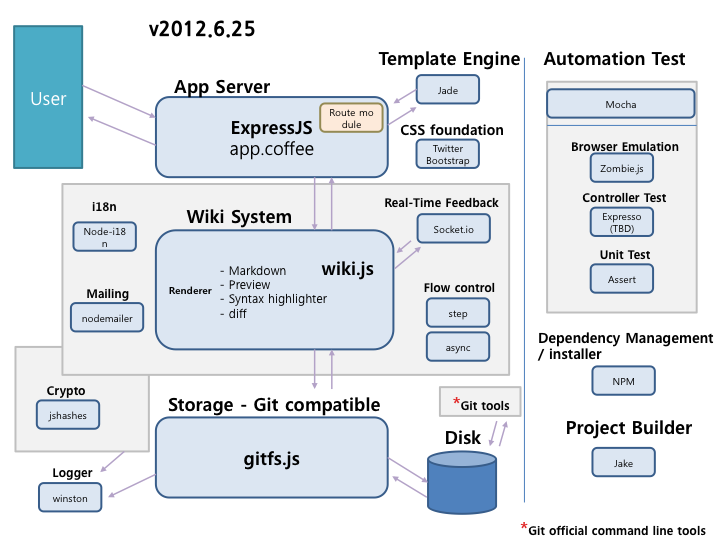 v2012.6.25
User
App Server
ExpressJS
app.coffee
Route mo
dule
Template Engine
Jade
CSS foundation
Twitter
Bootstrap
Automation Test
Mocha
Browser Emulation
Zombie.js
Controller Test
Expresso
(TBD)
Unit Test
Assert
i18n
Node-i18
n
Mailing
nodemailer
Wiki System
wiki.js
Renderer
- Markdown
- Preview
- Syntax highlighter
- diff
Real-Time Feedback
Socket.io
Flow control
step
async
Dependency Management
/ installer
NPM
Project Builder
Jake
Crypto
jshashes
Logger
winston
Storage - Git compatible
gitfs.js
*Git tools
Disk
*Git official command line tools